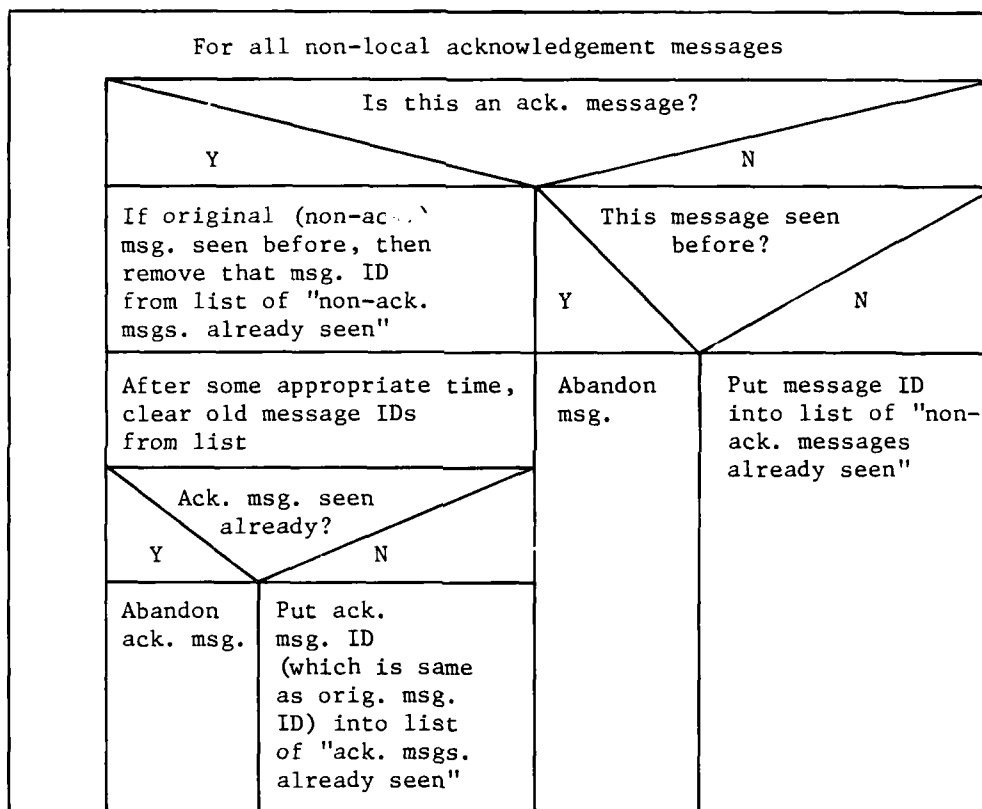 For all non-local acknowledgement messages
Is this an ack. message?
Y
N
If original (non-ac
msg. seen before, then
remove that msg. ID
from list of "non-ack.
msgs. already seen"
This message seen
before?
Y
N
After some appropriate time,
clear old message IDs
from list
Abandon
msg.
Put message ID
into list of "non-
ack. messages
already seen"
Ack. msg. seen
already?
Y
N
Abandon
ack. msg.
Put ack.
msg. ID
(which is same
as orig. msg.
ID) into list
of "ack. msgs.
already seen"